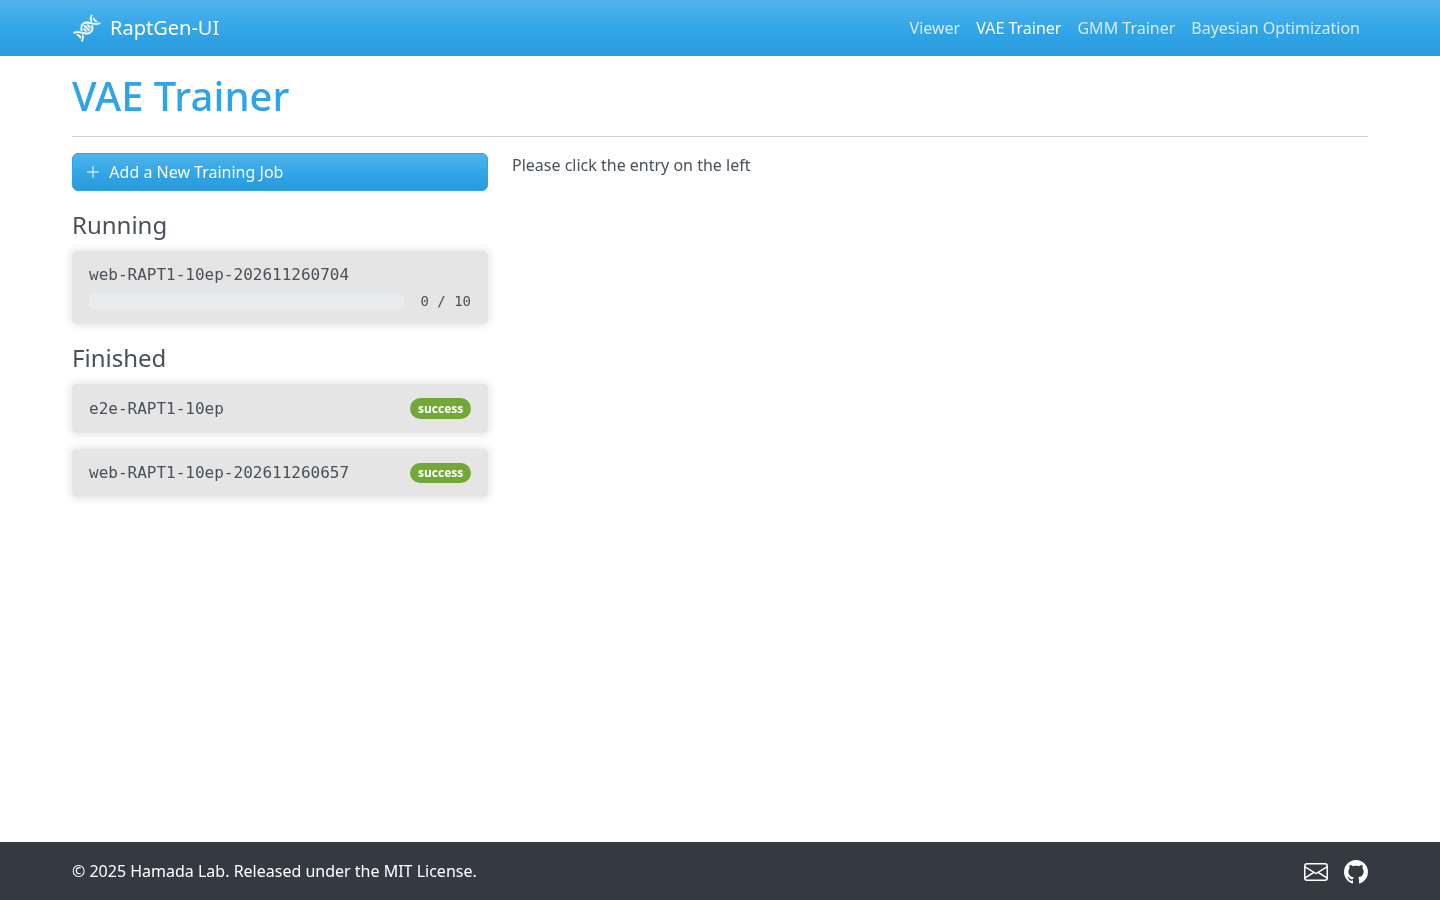 RaptGen-UI
Viewer
VAE Trainer
GMM Trainer
Bayesian Optimization
VAE Trainer
Add a New Training Job
Please click the entry on the left
Running
web-RAPT1-10ep-202611260704
0 / 10
Finished
e2e-RAPT1-10ep
success
web-RAPT1-10ep-202611260657
success
© 2025 Hamada Lab. Released under the MIT License.